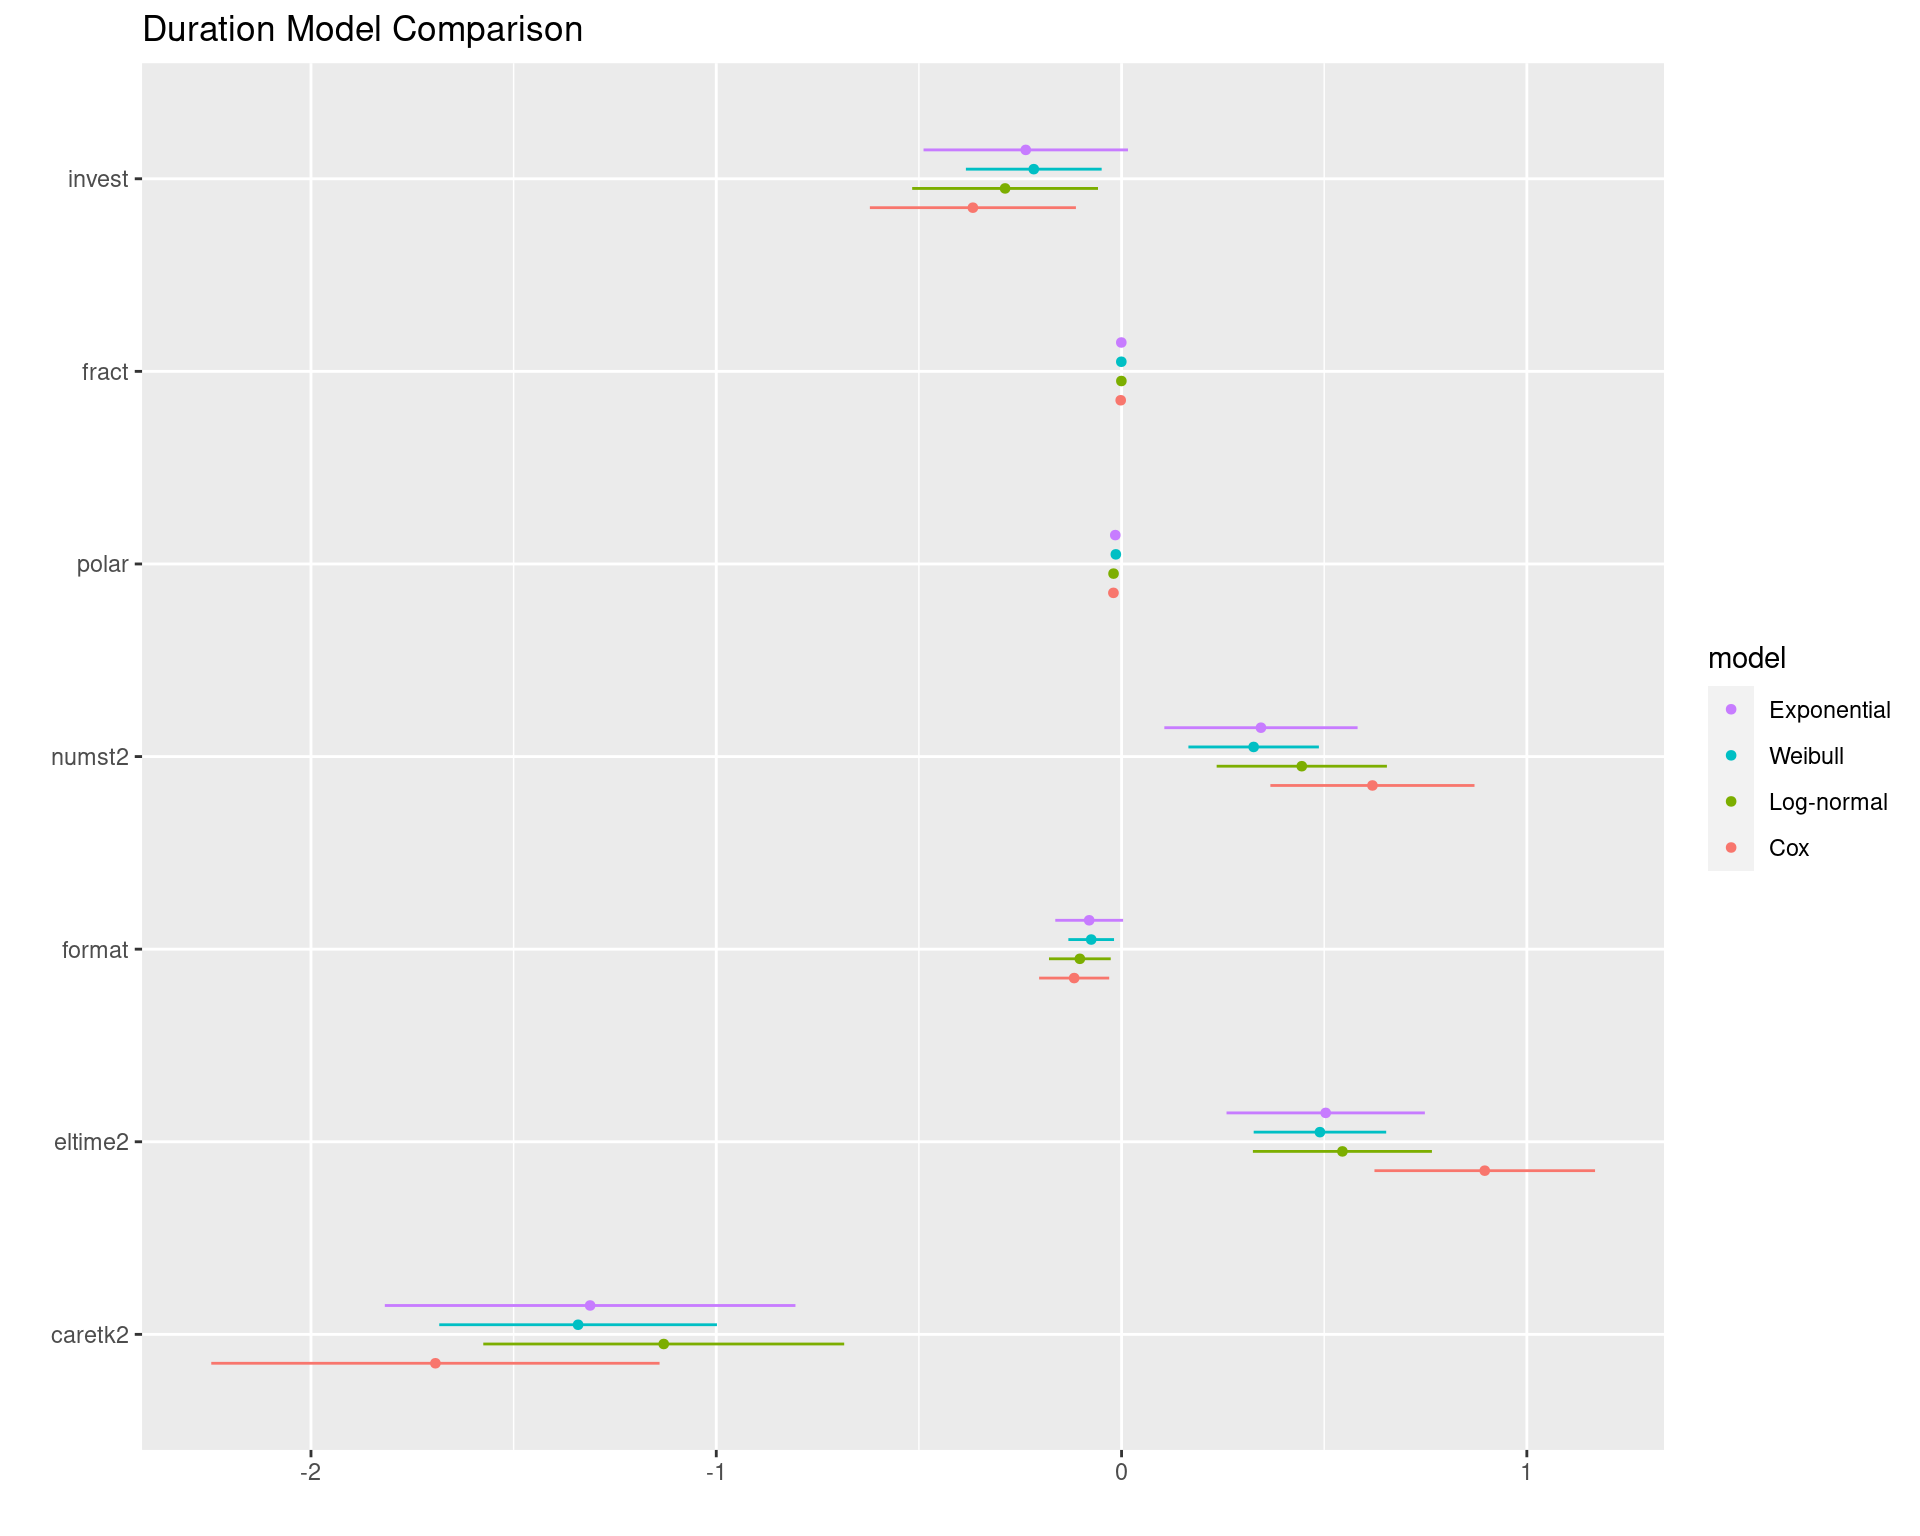 Duration Model Comparison
invest
fract
polar
numst2
format
eltime2
caretk2
-2
-1
0
1
model
Exponential
Weibull
Log-normal
Cox